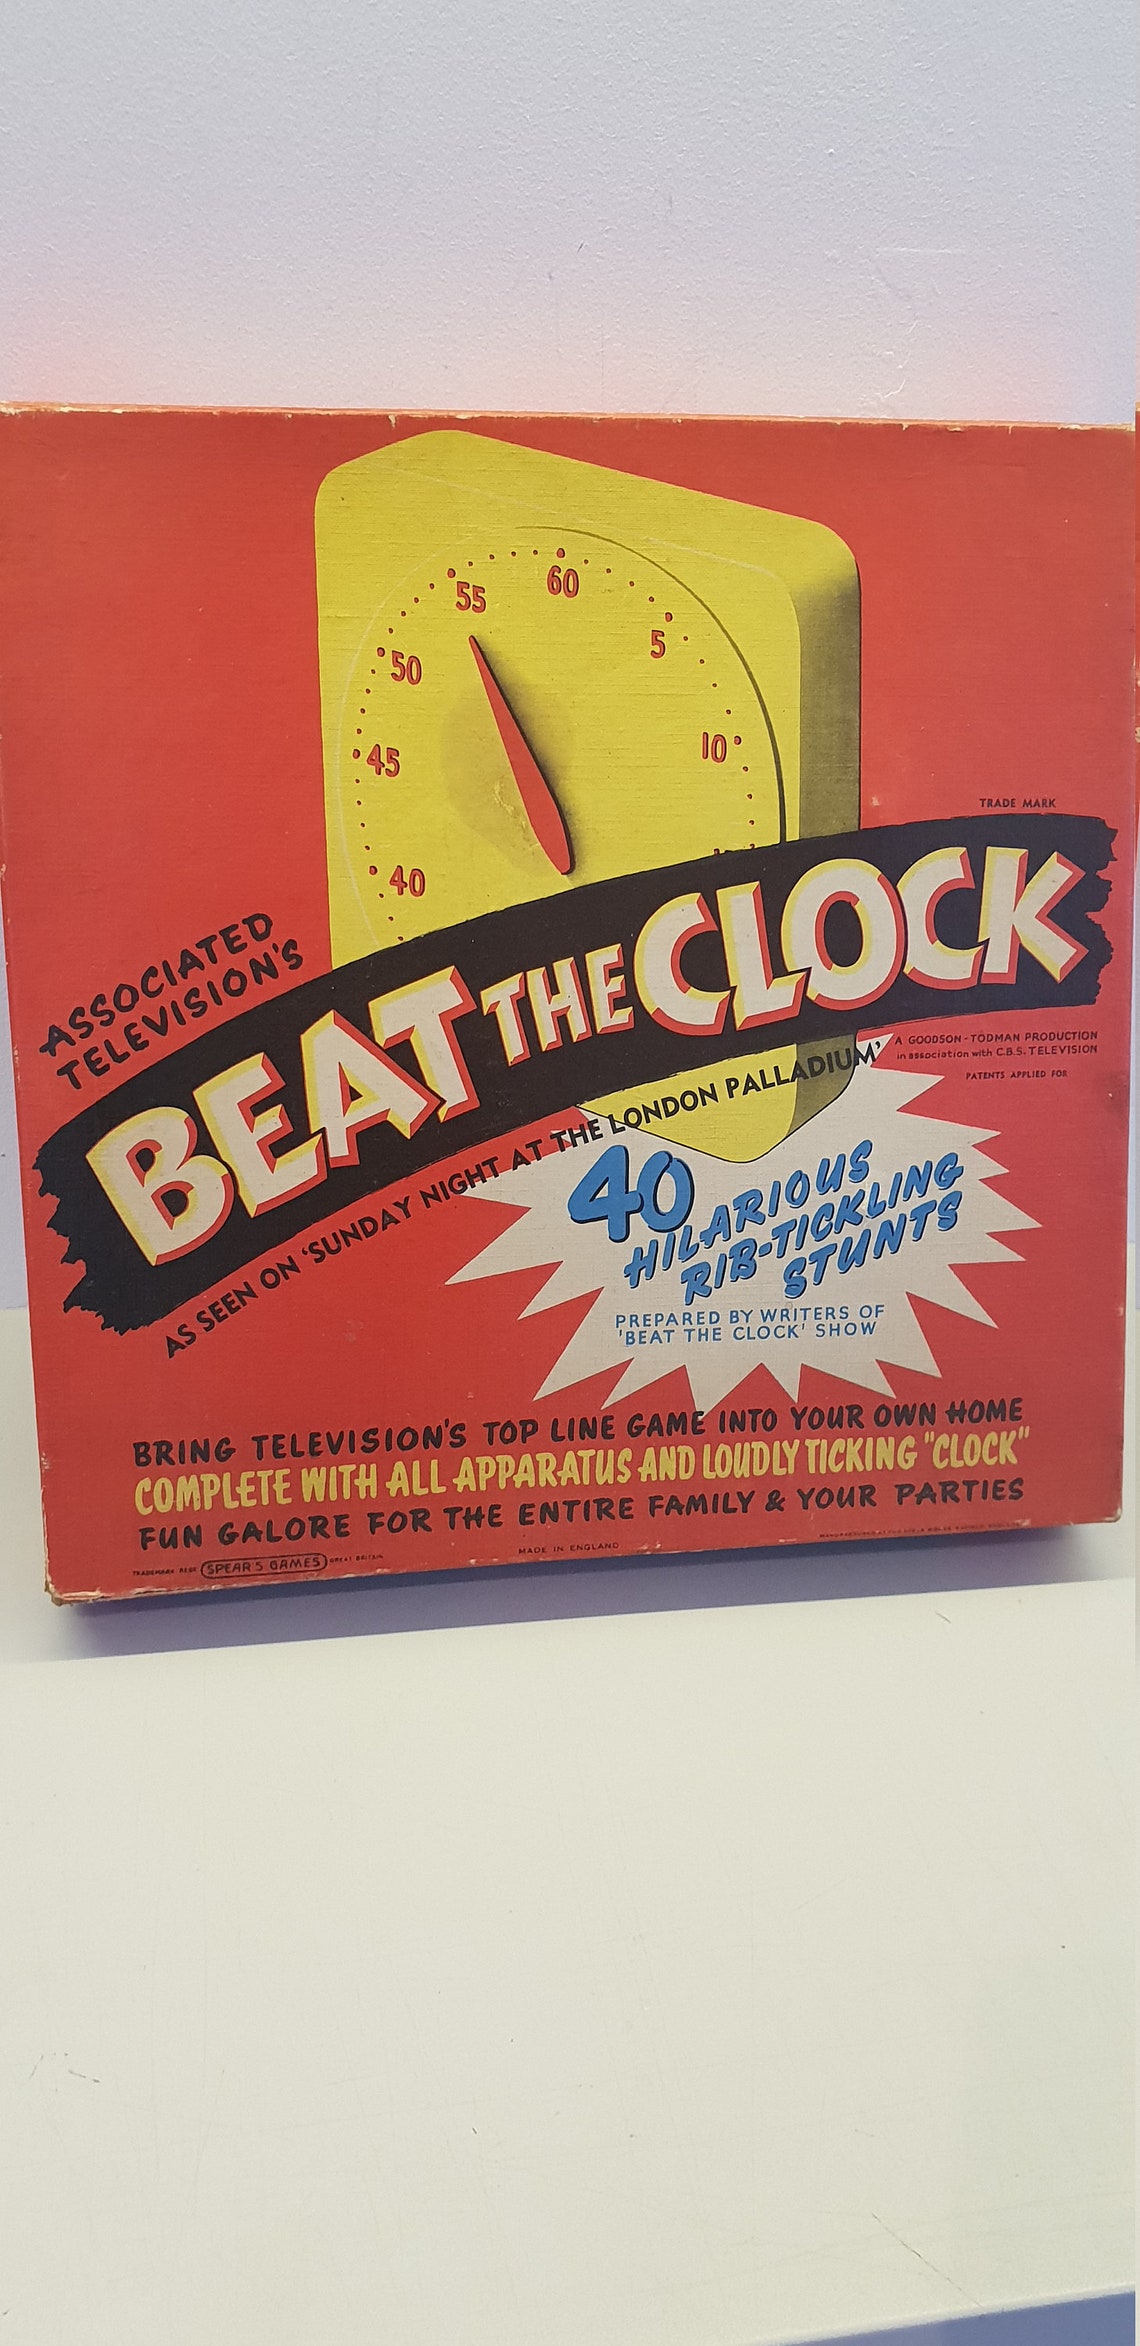 60
55
5
50
10
45
40
TRADE MARK
ASSOCIATED
TELEVISION'S
BEAT THE CLOCK
AS SEEN ON 'SUNDAY NIGHT AT THE LONDON PALLADIUM'
A GOODSON-TODMAN PRODUCTION
in association with C.B.S. TELEVISION
PATENTS APPLIED FOR
40
HILARIOUS
RIB-TICKLING
STUNTS
PREPARED BY WRITERS OF
'BEAT THE CLOCK' SHOW
BRING TELEVISION'S TOP LINE GAME INTO YOUR OWN HOME
COMPLETE WITH ALL APPARATUS AND LOUDLY TICKING "CLOCK"
FUN GALORE FOR THE ENTIRE FAMILY & YOUR PARTIES
TRADEMARK REGD SPEAR'S GAMES GREAT BRITAIN
MADE IN ENGLAND